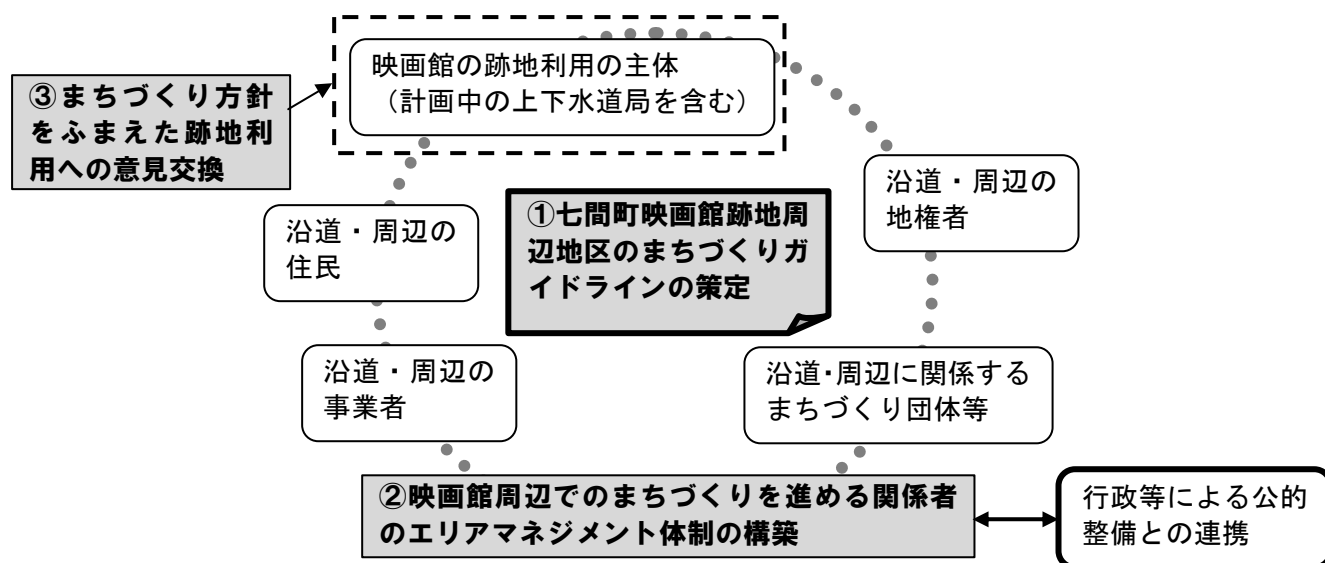 映画館の跡地利用の主体
（計画中の上下水道局を含む）
③まちづくり方針
をふまえた跡地利
用への意見交換
沿道・周辺の
地権者
①七間町映画館跡地周
辺地区のまちづくりガ
イドラインの策定
沿道・周辺の
住民
沿道・周辺の
事業者
沿道・周辺に関係する
まちづくり団体等
②映画館周辺でのまちづくりを進める関係者
のエリアマネジメント体制の構築
行政等による公的
整備との連携